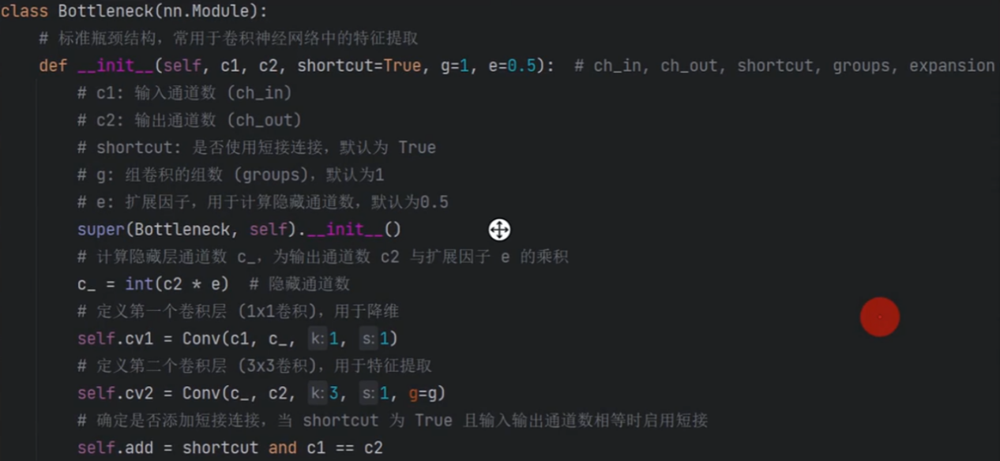 class Bottleneck(nn.Module):
    # 标准瓶颈结构，常用于卷积神经网络中的特征提取
    def __init__(self, c1, c2, shortcut=True, g=1, e=0.5):  # ch_in, ch_out, shortcut, groups, expansion
        # c1: 输入通道数 (ch_in)
        # c2: 输出通道数 (ch_out)
        # shortcut: 是否使用短接连接，默认为 True
        # g: 组卷积的组数 (groups)，默认为1
        # e: 扩展因子，用于计算隐藏通道数，默认为0.5
        super(Bottleneck, self).__init__()
        # 计算隐藏层通道数 c_，为输出通道数 c2 与扩展因子 e 的乘积
        c_ = int(c2 * e)  # 隐藏通道数
        # 定义第一个卷积层 (1x1卷积)，用于降维
        self.cv1 = Conv(c1, c_, k:1, s:1)
        # 定义第二个卷积层 (3x3卷积)，用于特征提取
        self.cv2 = Conv(c_, c2, k:3, s:1, g=g)
        # 确定是否添加短接连接，当 shortcut 为 True 且输入输出通道数相等时启用短接
        self.add = shortcut and c1 == c2